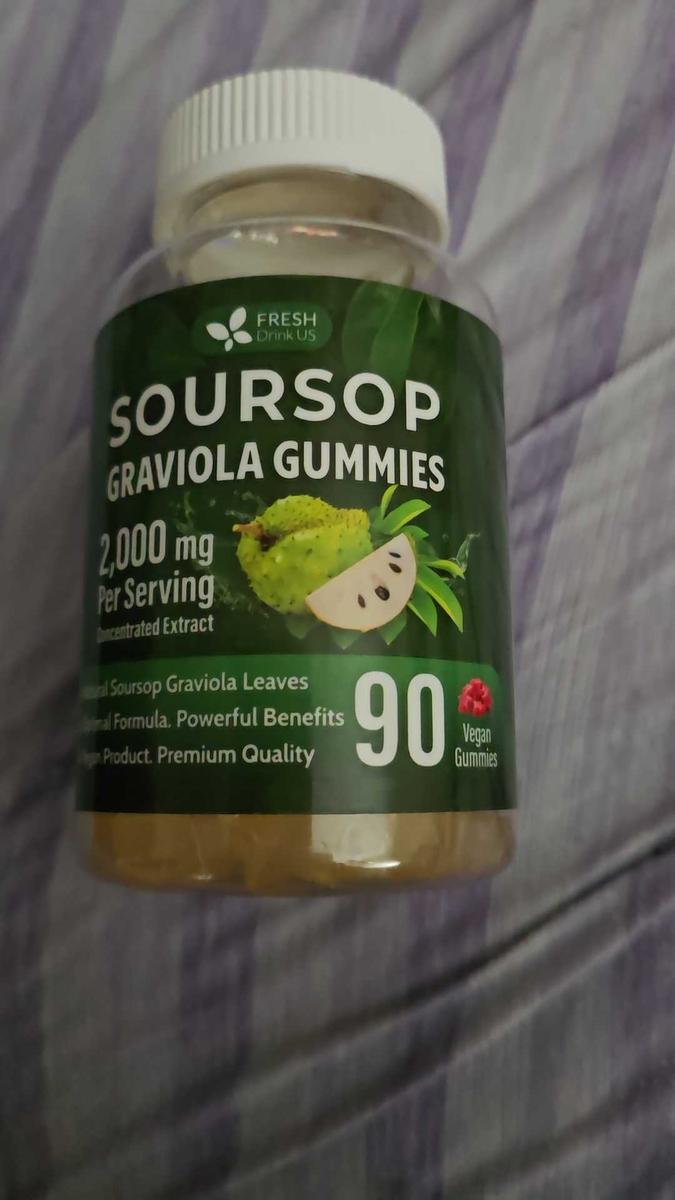 FRESH
Drink US
SOURSOP
GRAVIOLA GUMMIES
2,000 mg
Per Serving
Concentrated Extract
Soursop Graviola Leaves
Formula. Powerful Benefits
Product. Premium Quality
90
Vegan
Gummies